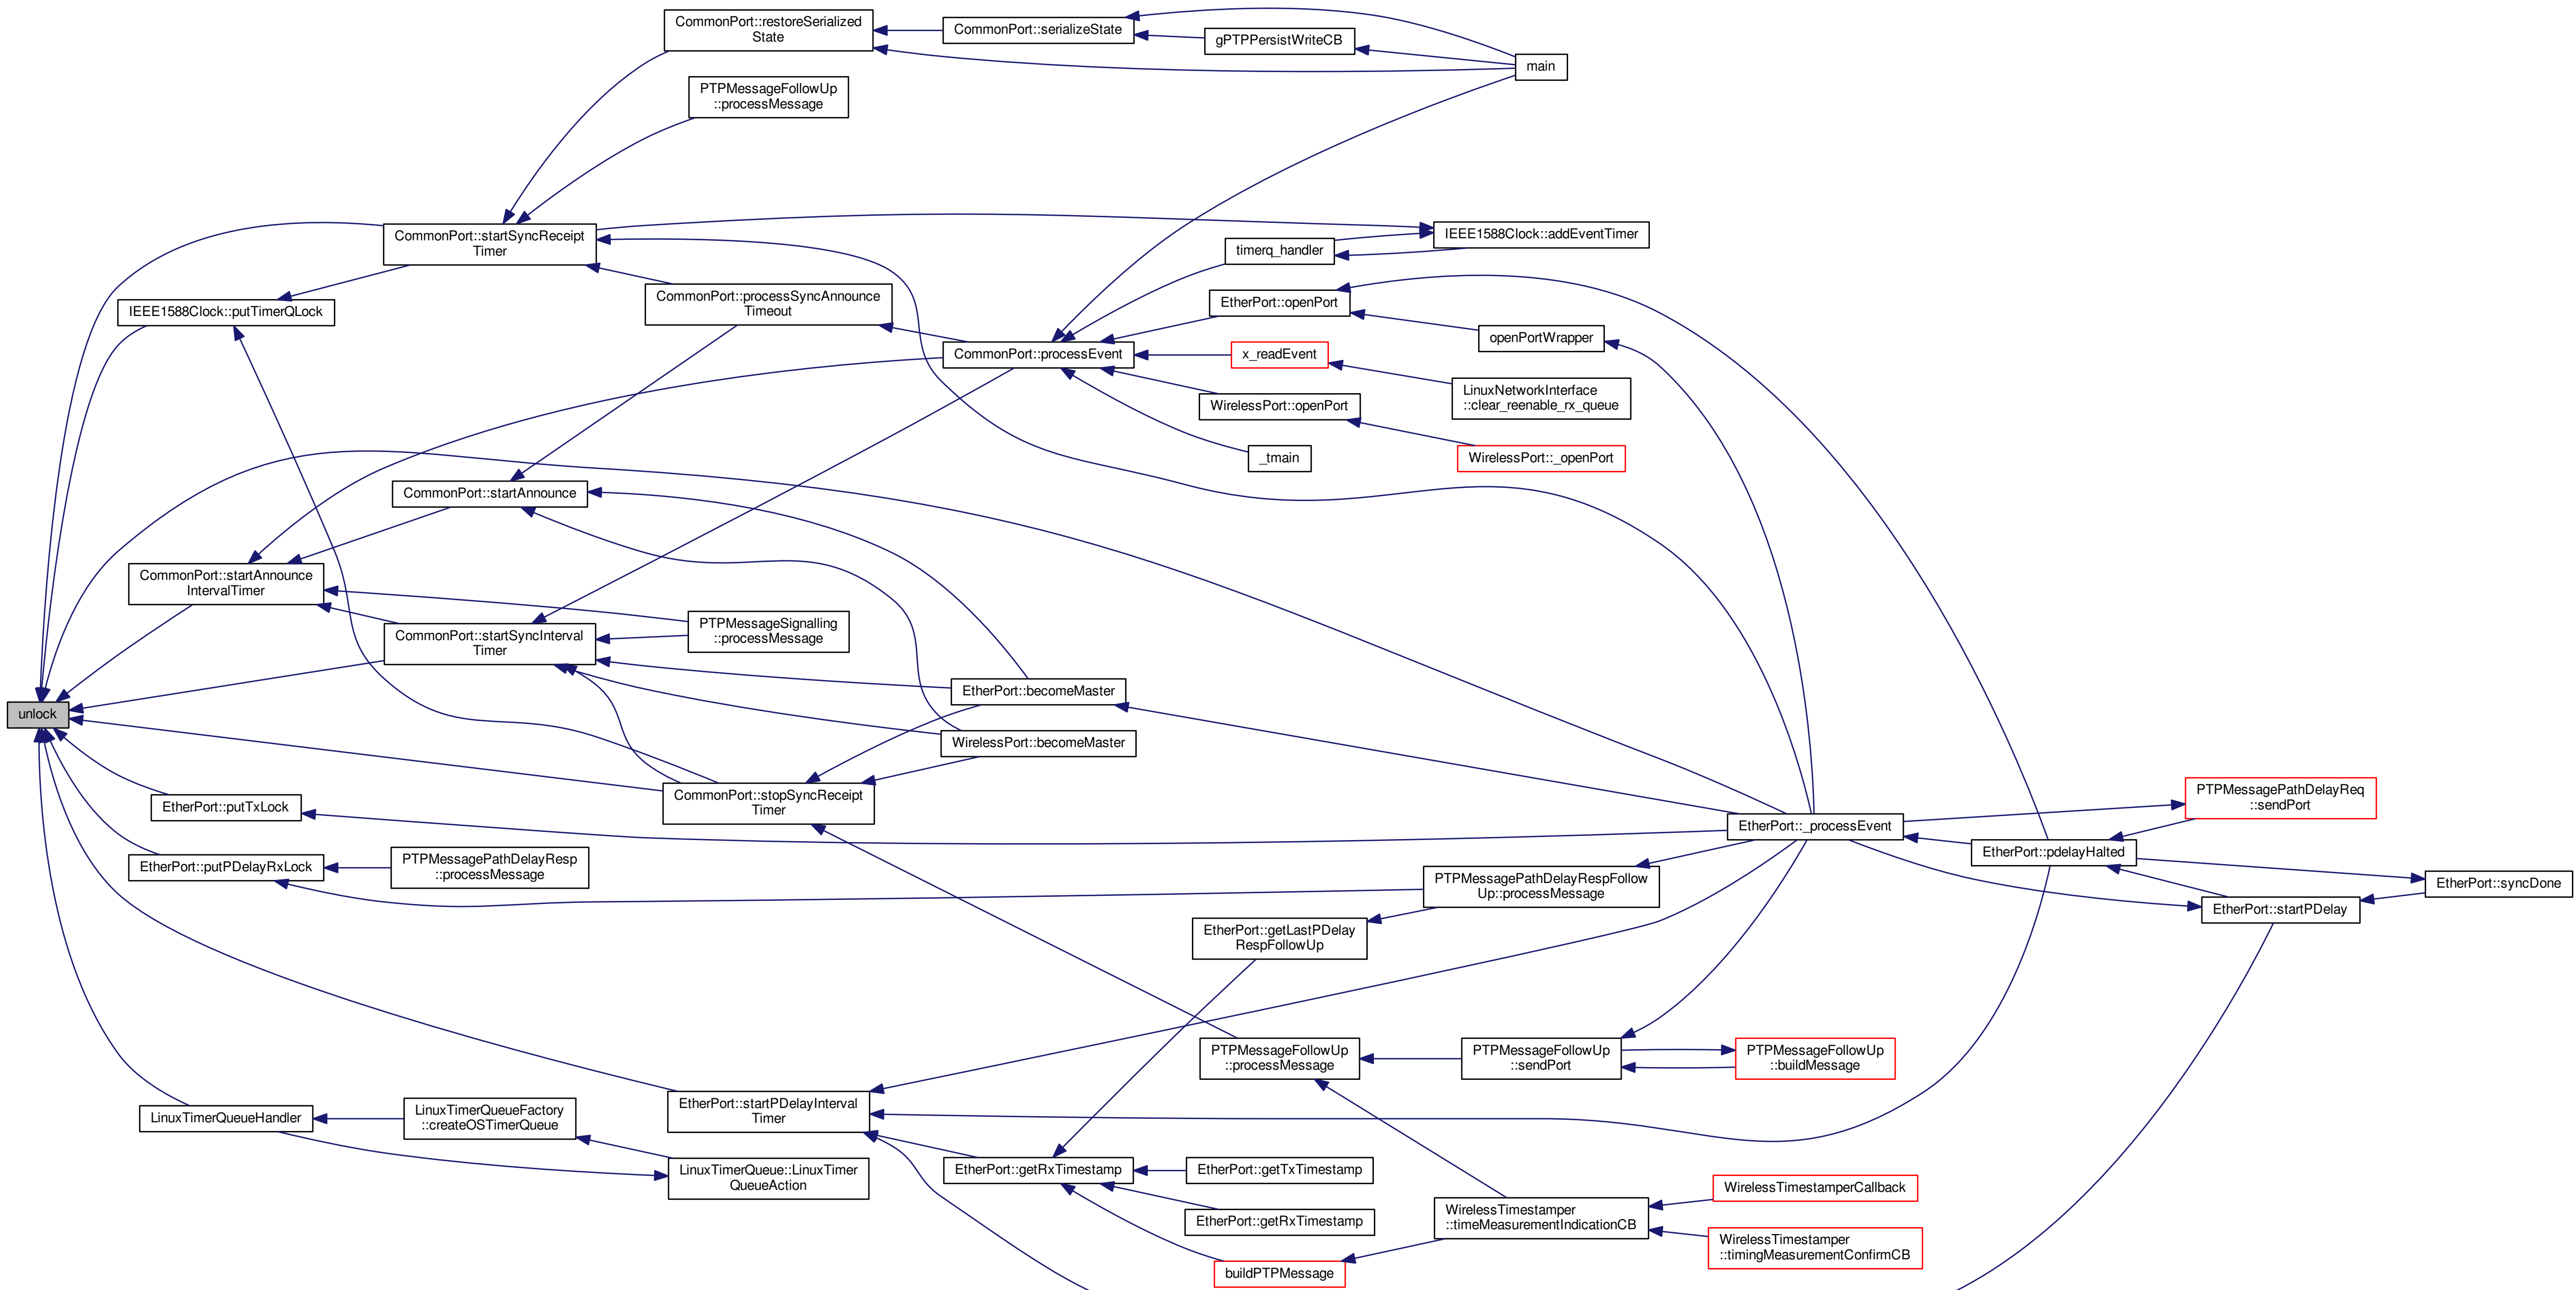 CommonPort::restoreSerialized
State
CommonPort::serializeState
gPTPPersistWriteCB
main
PTPMessageFollowUp
::processMessage
CommonPort::startSyncReceipt
Timer
IEEE1588Clock::addEventTimer
timerq_handler
IEEE1588Clock::putTimerQLock
CommonPort::processSyncAnnounce
Timeout
EtherPort::openPort
openPortWrapper
CommonPort::processEvent
x_readEvent
LinuxNetworkInterface
::clear_reenable_rx_queue
WirelessPort::openPort
_tmain
WirelessPort::_openPort
CommonPort::startAnnounce
CommonPort::startAnnounce
IntervalTimer
PTPMessageSignalling
::processMessage
CommonPort::startSyncInterval
Timer
EtherPort::becomeMaster
unlock
WirelessPort::becomeMaster
CommonPort::stopSyncReceipt
Timer
EtherPort::putTxLock
PTPMessagePathDelayReq
::sendPort
EtherPort::_processEvent
EtherPort::pdelayHalted
EtherPort::putPDelayRxLock
PTPMessagePathDelayResp
::processMessage
PTPMessagePathDelayRespFollow
Up::processMessage
EtherPort::syncDone
EtherPort::startPDelay
EtherPort::getLastPDelay
RespFollowUp
PTPMessageFollowUp
::processMessage
PTPMessageFollowUp
::sendPort
PTPMessageFollowUp
::buildMessage
EtherPort::startPDelayInterval
Timer
LinuxTimerQueueHandler
LinuxTimerQueueFactory
::createOSTimerQueue
LinuxTimerQueue::LinuxTimer
QueueAction
EtherPort::getRxTimestamp
EtherPort::getTxTimestamp
EtherPort::getRxTimestamp
buildPTPMessage
WirelessTimestamper
::timeMeasurementIndicationCB
WirelessTimestamperCallback
WirelessTimestamper
::timingMeasurementConfirmCB